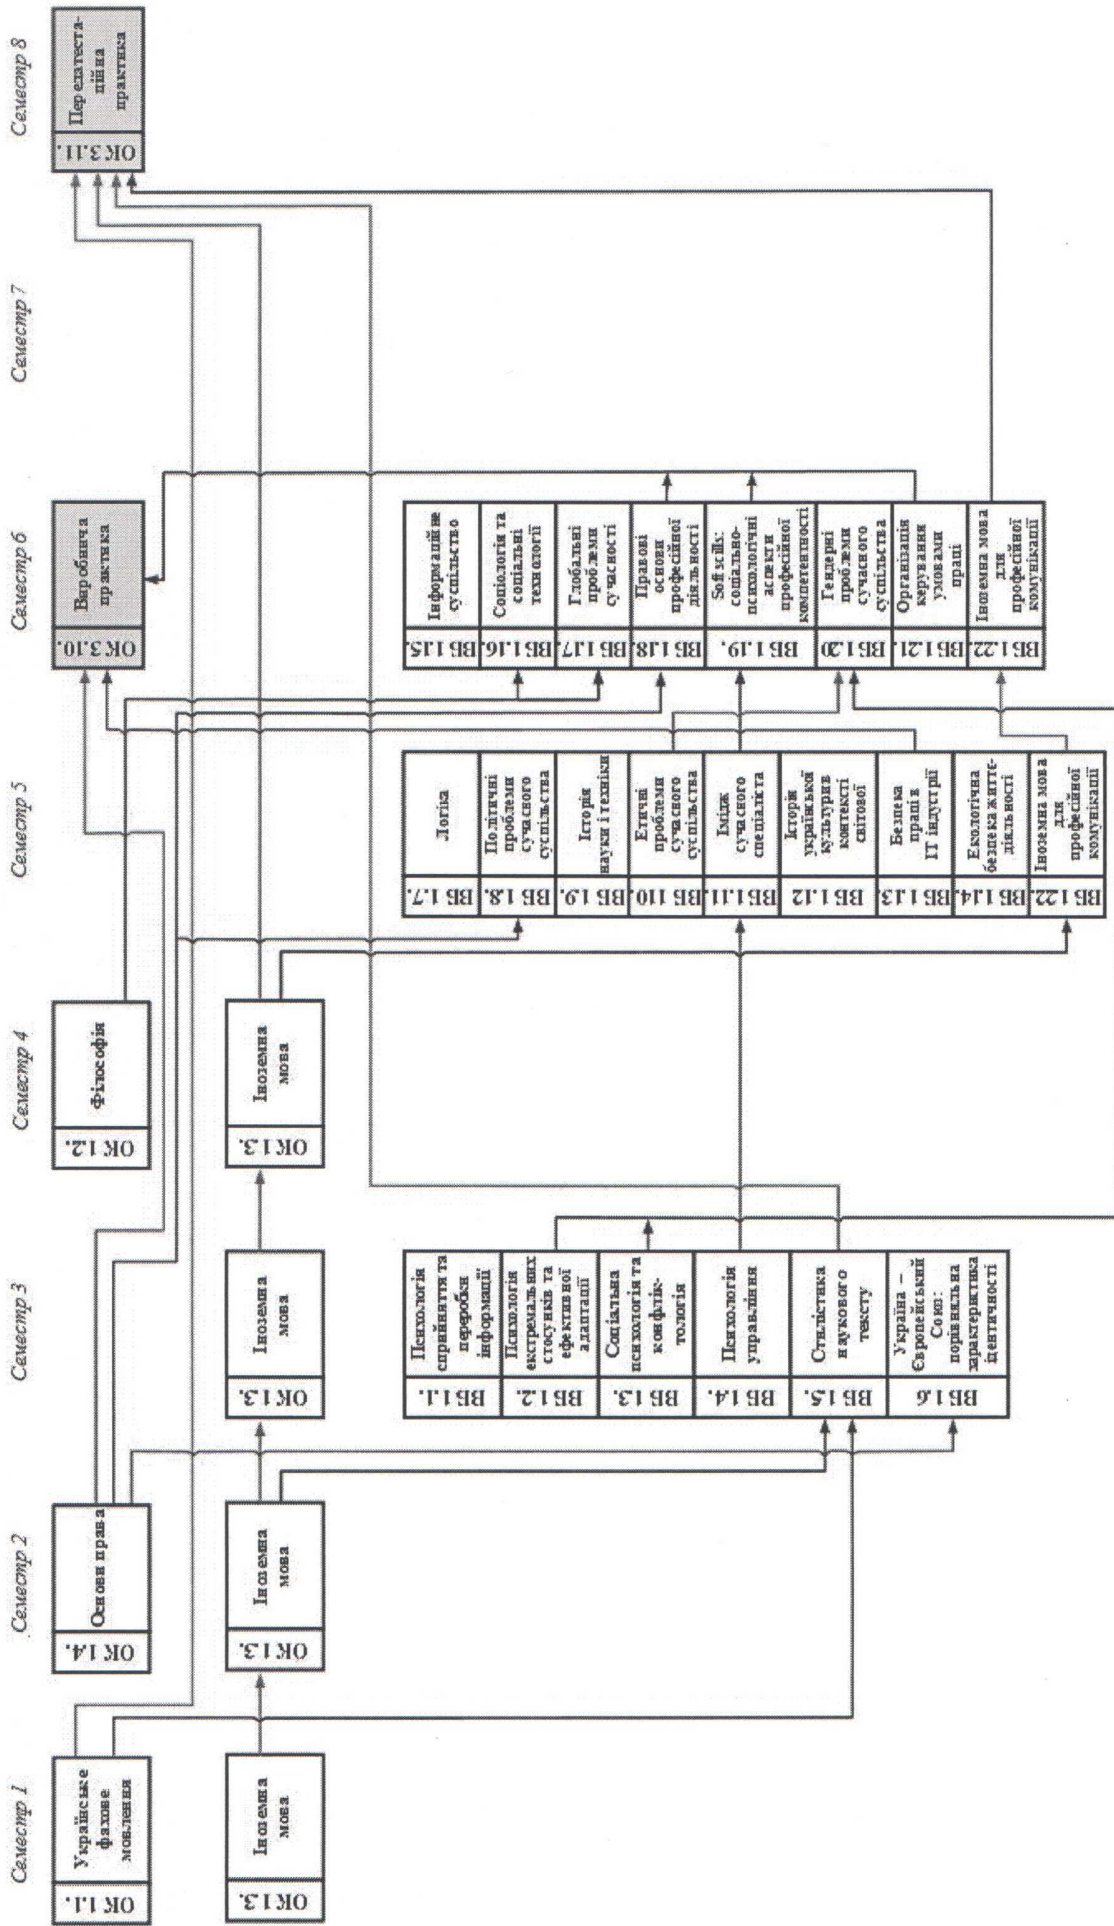 Семестр 1
Семестр 2
Семестр 3
Семестр 4
Семестр 5
Семестр 6
Семестр 7
Семестр 8
ОК 1.1.
Українське
фахове
мовлення
ОК 1.3.
Іноземна
мова
ОК 1.4.
Основи права
ОК 1.3.
Іноземна
мова
ОК 1.3.
Іноземна
мова
ВБ 1.1.
Психологія
сприйняття та
переробки
інформації
ВБ 1.2
Психологія
екстремальних
стосунків та
ефективної
адаптації
ВБ 1.3.
Соціальна
психологія та
конфлік-
тологія
ВБ 1.4.
Психологія
управління
ВБ 1.5.
Стилістика
наукового
тексту
ВБ 1.6
Україна –
Європейський
Союз:
порівняльна
характеристика
ідентичності
ОК 1.2.
Філософія
ОК 1.3.
Іноземна
мова
ВБ 1.7.
Логіка
ВБ 1.8.
Політичні
проблеми
сучасного
суспільства
ВБ 1.9.
Історія
науки і техніки
ВБ 1.10.
Етичні
проблеми
сучасного
суспільства
ВБ 1.11.
Імідж
сучасного
спеціаліста
ВБ 1.12
Історія
української
культури в
контексті
світової
ВБ 1.13.
Безпека
праці в
ІТ індустрії
ВБ 1.14.
Екологічна
безпека життє-
діяльності
ВБ 1.22.
Іноземна мова
для
професійної
комунікації
ОК 3.10.
Виробнича
практика
ВБ 1.15.
Інформаційне
суспільство
ВБ 1.16.
Соціологія та
соціальні
технології
ВБ 1.17.
Глобальні
проблеми
сучасності
ВБ 1.18.
Правові
основи
професійної
діяльності
ВБ 1.19.
Soff scills:
соціально-
психологічні
аспекти
професійної
компетентності
ВБ 1.20
Гендерні
проблеми
сучасного
суспільства
ВБ 1.21.
Організація
керування
умовами
праці
ВБ 1.22.
Іноземна мова
для
професійної
комунікації
ОК 3.11.
Передатеста-
ційна
практика